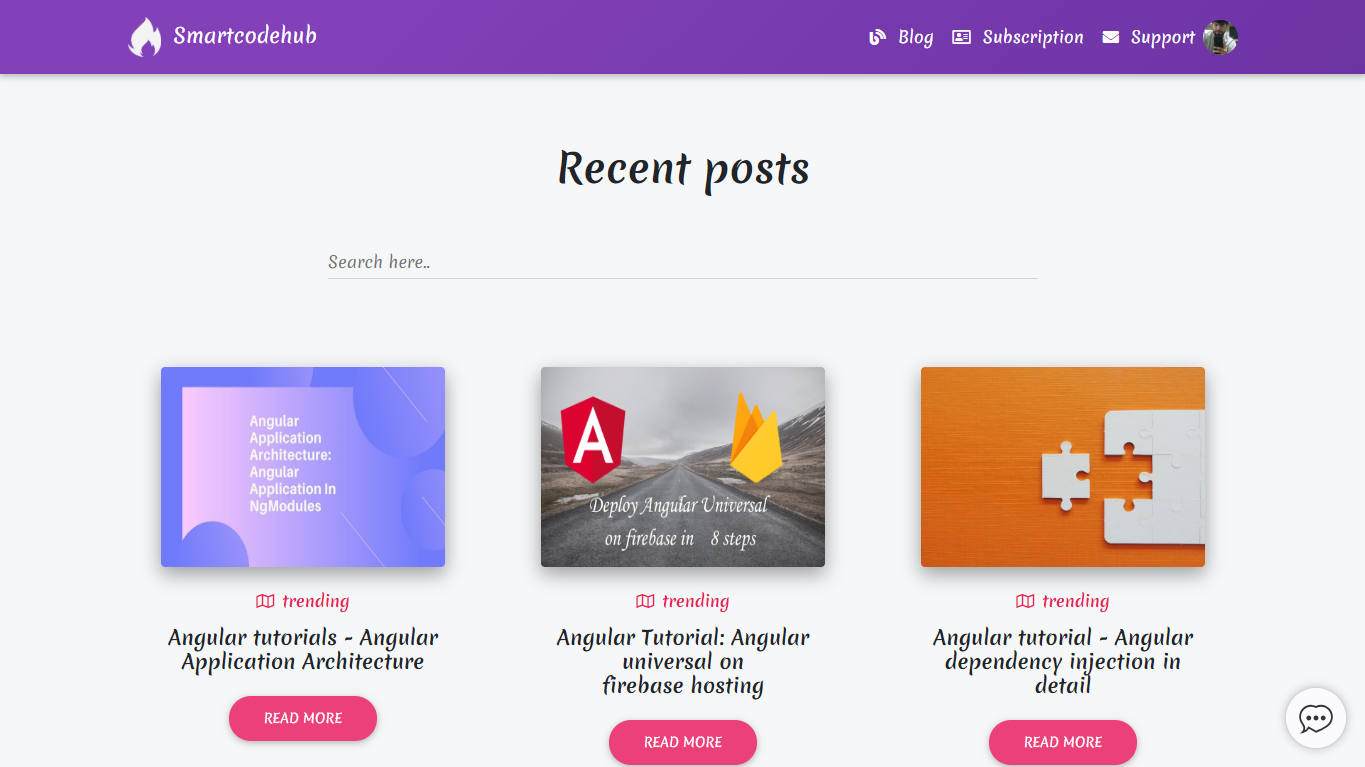 Smartcodehub
Blog
Subscription
Support
Recent posts
Search here..
Angular
Application
Architecture:
Angular
Application In
NgModules
A
Deploy Angular Universal
on firebase in 8 steps
trending
trending
trending
Angular tutorials - Angular
Application Architecture
READ MORE
Angular Tutorial: Angular
universal on
firebase hosting
READ MORE
Angular tutorial - Angular
dependency injection in
detail
READ MORE